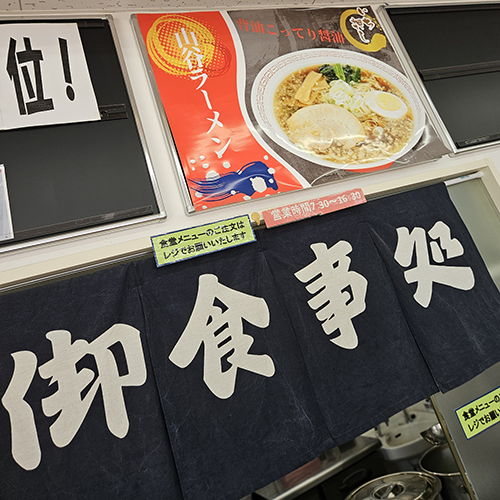 位!
山谷ラーメン
背油こってり醤油
営業時間7:30～16:30
食堂メニューのご注文は
レジでお願いいたします
御食事処
食堂メニューの
レジでお願い